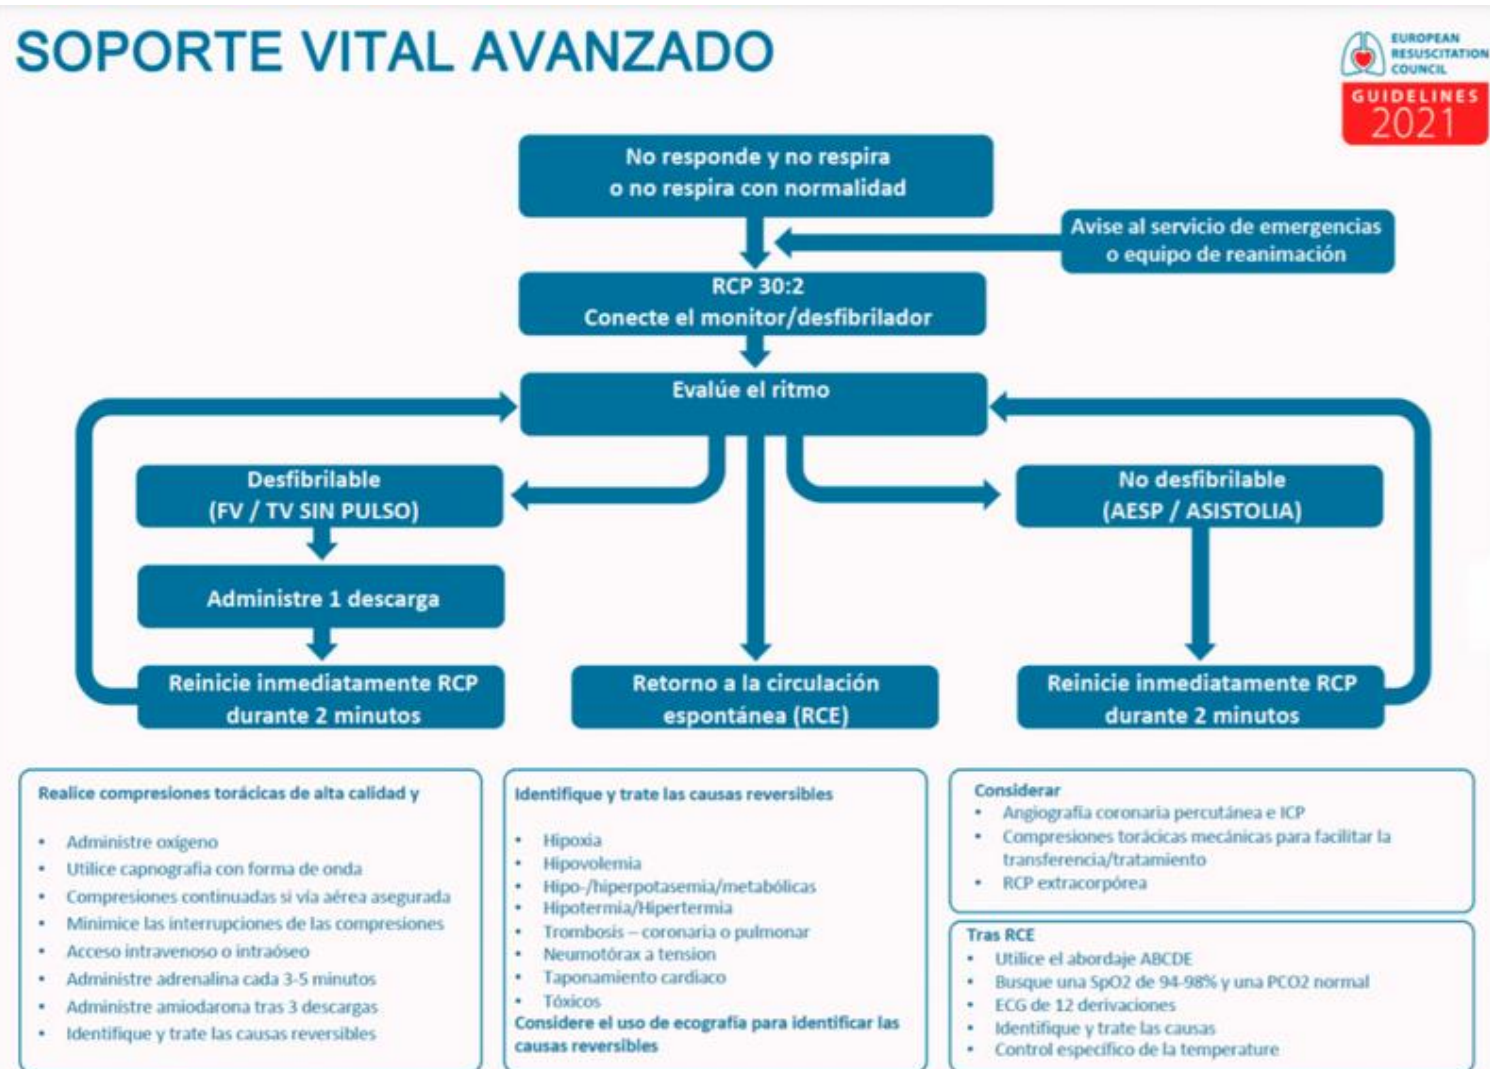 SOPORTE VITAL AVANZADO
EUROPEAN
RESUSCITATION
COUNCIL
GUIDELINES
2021
No responde y no respira
o no respira con normalidad
Avise al servicio de emergencias
o equipo de reanimación
RCP 30:2
Conecte el monitor/desfibrilador
Evalúe el ritmo
Desfibrilable
(FV / TV SIN PULSO)
No desfibrilable
(AESP / ASISTOLIA)
Administre 1 descarga
Reinicie inmediatamente RCP
durante 2 minutos
Retorno a la circulación
espontánea (RCE)
Reinicie inmediatamente RCP
durante 2 minutos
Realice compresiones torácicas de alta calidad y
• Administre oxígeno
• Utilice capnografia con forma de onda
• Compresiones continuadas si vía aérea asegurada
• Minimice las interrupciones de las compresiones
• Acceso intravenoso o intraóseo
• Administre adrenalina cada 3-5 minutos
• Administre amiodarona tras 3 descargas
• Identifique y trate las causas reversibles
Identifique y trate las causas reversibles
• Hipoxia
• Hipovolemia
• Hipo-/hiperpotasemia/metabólicas
• Hipotermia/Hipertermia
• Trombosis – coronaria o pulmonar
• Neumotórax a tension
• Taponamiento cardiaco
• Tóxicos
Considere el uso de ecografía para identificar las
causas reversibles
Considerar
• Angiografía coronaria percutánea e ICP
• Compresiones torácicas mecánicas para facilitar la
transferencia/tratamiento
• RCP extracorpórea
Tras RCE
• Utilice el abordaje ABCDE
• Busque una SpO2 de 94-98% y una PCO2 normal
• ECG de 12 derivaciones
• Identifique y trate las causas
• Control específico de la temperature